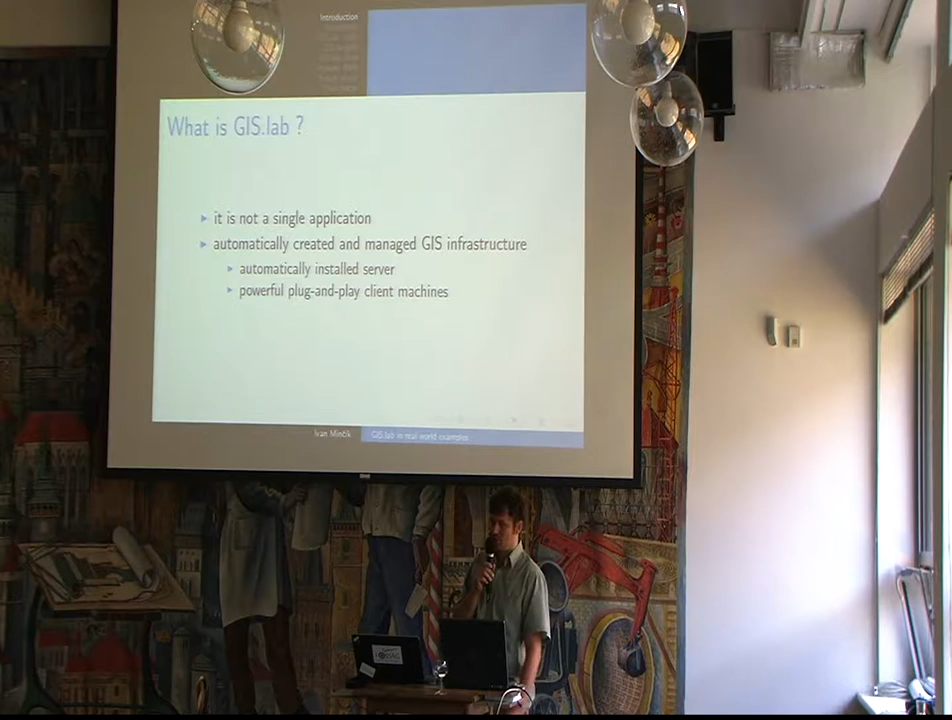 Introduction
What is GIS.lab ?
it is not a single application
automatically created and managed GIS infrastructure
automatically installed server
powerful plug-and-play client machines
Ivan Minčík
GIS.lab in real world examples